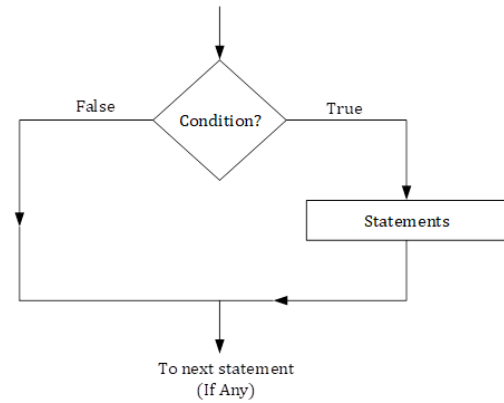 False
Condition?
True
Statements
To next statement
(If Any)